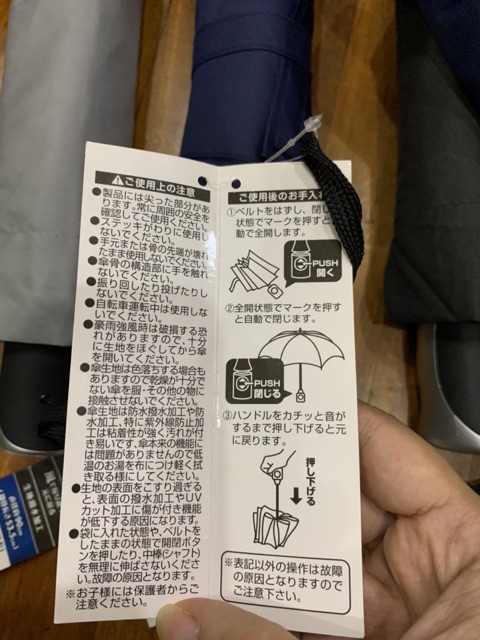 ⚠ご使用上の注意
●製品には尖った部分があ
ります。常に周囲の安全を
確認してご使用ください。
●ステッキがわりに使用し
ないでください。
●手元または骨の先端が壊れ
たまま使用しないでください。
●傘骨の構造部に手を触れ
ないでください。
●振り回したり投げたりし
ないでください。
●自転車運転中は使用しな
いでください。
●豪雨強風時は破損する恐
れがありますので、十分
に生地をほぐしてから傘
を開いてください。
●傘生地は色落ちする場合も
ありますので乾燥が十分で
ない傘を服・その他の物に
接触させないでください。
●傘生地は防水撥水加工や防
水加工、特に紫外線防止加
工は粘着性が強く汚れが付
き易いです。傘本来の機能に
は問題がありませんので低
温のお湯を布につけ軽く拭
き取る様にしてください。
●生地の表面をこすり過ぎる
と、表面の撥水加工やUV
カット加工に傷が付き機能
が低下する原因になります。
●袋に入れた状態や、ベルトを
したままの状態で開閉ボタ
ンを押したり、中棒(シャフト)
を無理に伸ばさないくださ
い。故障の原因となります。
※お子様には保護者からご
注意ください。
ご使用後のお手入れ
①ベルトをはずし、閉じ
状態でマークを押すと
動で全開します。
PUSH
開く
②全開状態でマークを押す
と自動で閉じます。
PUSH
閉じる
③ハンドルをカチッと音が
するまで押し下げると元
に戻ります。
押し下げる
※表記以外の操作は故障
の原因となりますので
ご注意下さい。